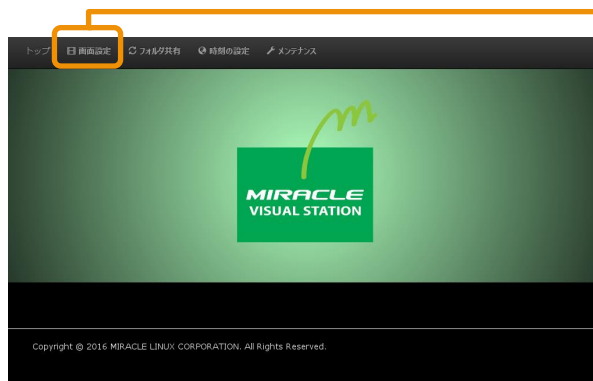 トップ 画面設定 フォルダ共有 時刻の設定 メンテナンス
MIRACLE
VISUAL STATION
Copyright © 2016 MIRACLE LINUX CORPORATION. All Rights Reserved.